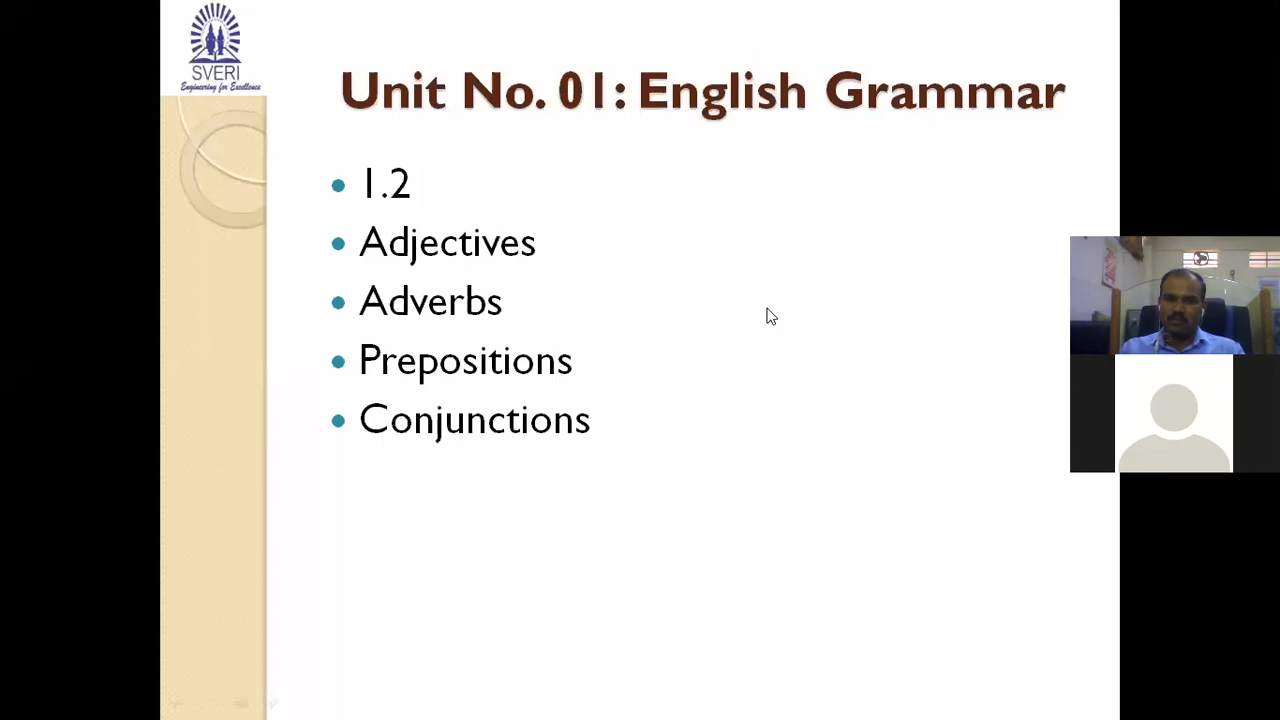 SVERI
Engineering for Excellence
Unit No. 01: English Grammar
1.2
Adjectives
Adverbs
Prepositions
Conjunctions